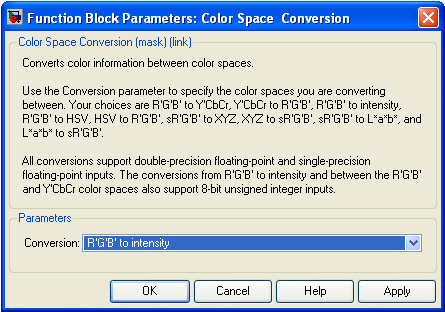 Function Block Parameters: Color Space Conversion
Color Space Conversion (mask) (link)
Converts color information between color spaces.
Use the Conversion parameter to specify the color spaces you are converting
between. Your choices are R'G'B' to Y'CbCr, Y'CbCr to R'G'B', R'G'B' to intensity,
R'G'B' to HSV, HSV to R'G'B', sR'G'B' to XYZ, XYZ to sR'G'B', sR'G'B' to L*a*b*, and
L*a*b* to sR'G'B'.
All conversions support double-precision floating-point and single-precision
floating-point inputs. The conversions from R'G'B' to intensity and between the R'G'B'
and Y'CbCr color spaces also support 8-bit unsigned integer inputs.
Parameters
Conversion: R'G'B' to intensity
OK Cancel Help Apply